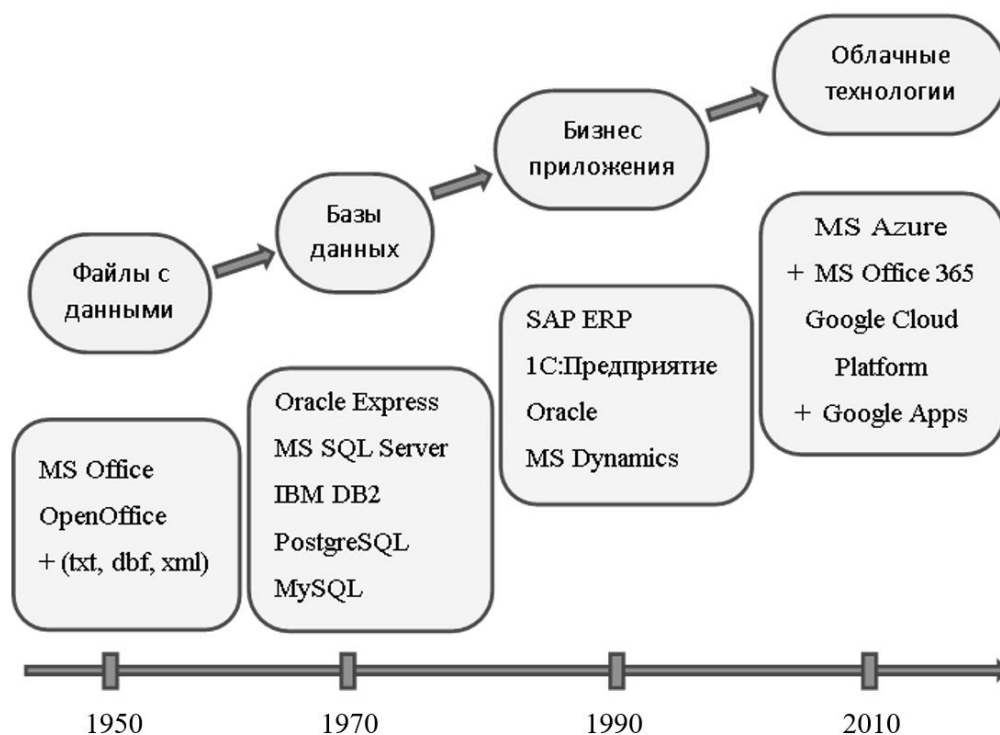 Файлы с
данными
Базы
данных
Бизнес
приложения
Облачные
технологии
MS Office
OpenOffice
+ (txt, dbf, xml)
Oracle Express
MS SQL Server
IBM DB2
PostgreSQL
MySQL
SAP ERP
1С:Предприятие
Oracle
MS Dynamics
MS Azure
+ MS Office 365
Google Cloud
Platform
+ Google Apps
1950
1970
1990
2010